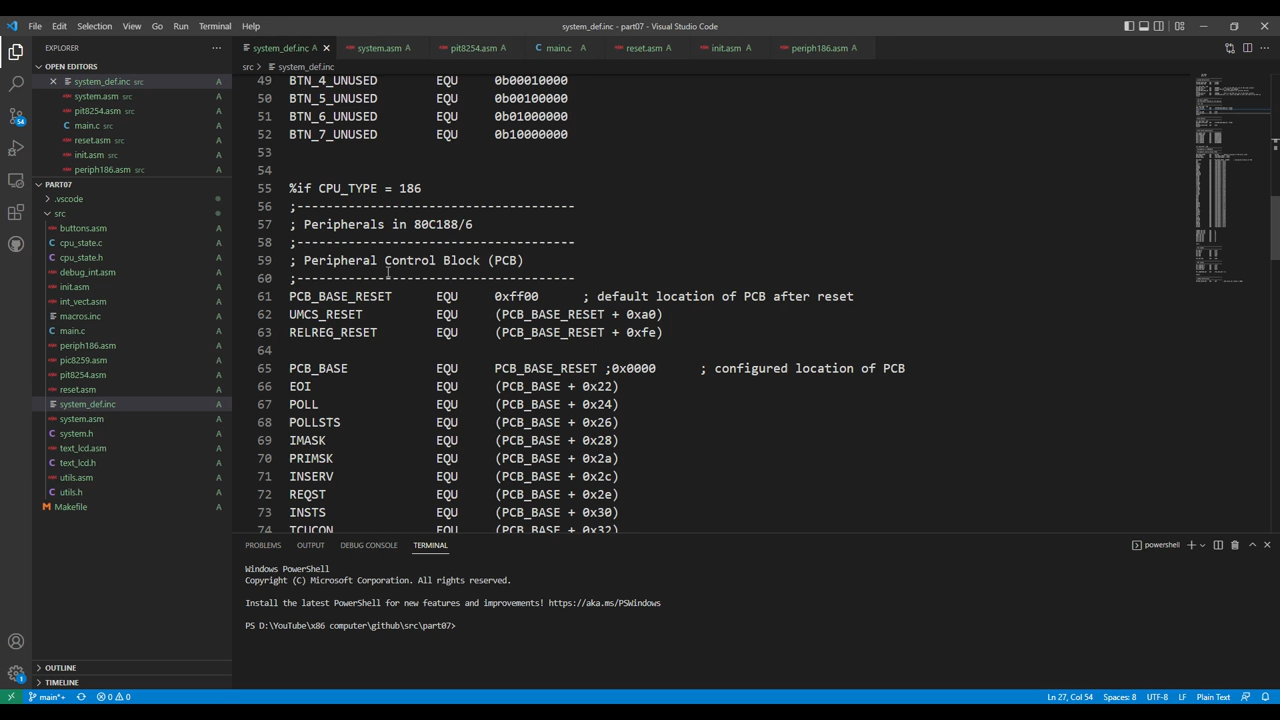 File Edit Selection View Go Run Terminal Help
system_def.inc - part07 - Visual Studio Code
EXPLORER
OPEN EDITORS
system_def.inc src A
system.asm src A
pit8254.asm src A
main.c src A
reset.asm src A
init.asm src A
periph186.asm src A
PART07
.vscode
src
buttons.asm A
cpu_state.c A
cpu_state.h A
debug_int.asm A
init.asm A
int_vect.asm A
macros.inc A
main.c A
periph186.asm A
pic8259.asm A
pit8254.asm A
reset.asm A
system_def.inc A
system.asm A
system.h A
text_lcd.asm A
text_lcd.h A
utils.asm A
utils.h A
Makefile A
OUTLINE
TIMELINE
system_def.inc A system.asm A pit8254.asm A main.c A reset.asm A init.asm A periph186.asm A
src > system_def.inc
49 BTN_4_UNUSED EQU 0b00010000
50 BTN_5_UNUSED EQU 0b00100000
51 BTN_6_UNUSED EQU 0b01000000
52 BTN_7_UNUSED EQU 0b10000000
53
54
55 %if CPU_TYPE = 186
56 ;--------------------------------------
57 ; Peripherals in 80C188/6
58 ;--------------------------------------
59 ; Peripheral Control Block (PCB)
60 ;--------------------------------------
61 PCB_BASE_RESET EQU 0xff00 ; default location of PCB after reset
62 UMCS_RESET EQU (PCB_BASE_RESET + 0xa0)
63 RELREG_RESET EQU (PCB_BASE_RESET + 0xfe)
64
65 PCB_BASE EQU PCB_BASE_RESET ;0x0000 ; configured location of PCB
66 EOI EQU (PCB_BASE + 0x22)
67 POLL EQU (PCB_BASE + 0x24)
68 POLLSTS EQU (PCB_BASE + 0x26)
69 IMASK EQU (PCB_BASE + 0x28)
70 PRIMSK EQU (PCB_BASE + 0x2a)
71 INSERV EQU (PCB_BASE + 0x2c)
72 REQST EQU (PCB_BASE + 0x2e)
73 INSTS EQU (PCB_BASE + 0x30)
74 TCUCON EQU (PCB_BASE + 0x32)
PROBLEMS OUTPUT DEBUG CONSOLE TERMINAL
powershell
Windows PowerShell
Copyright (C) Microsoft Corporation. All rights reserved.
Install the latest PowerShell for new features and improvements! https://aka.ms/PSWindows
PS D:\YouTube\x86 computer\github\src\part07>
54
1
main*+ 0 0
Ln 27, Col 54 Spaces: 8 UTF-8 LF Plain Text